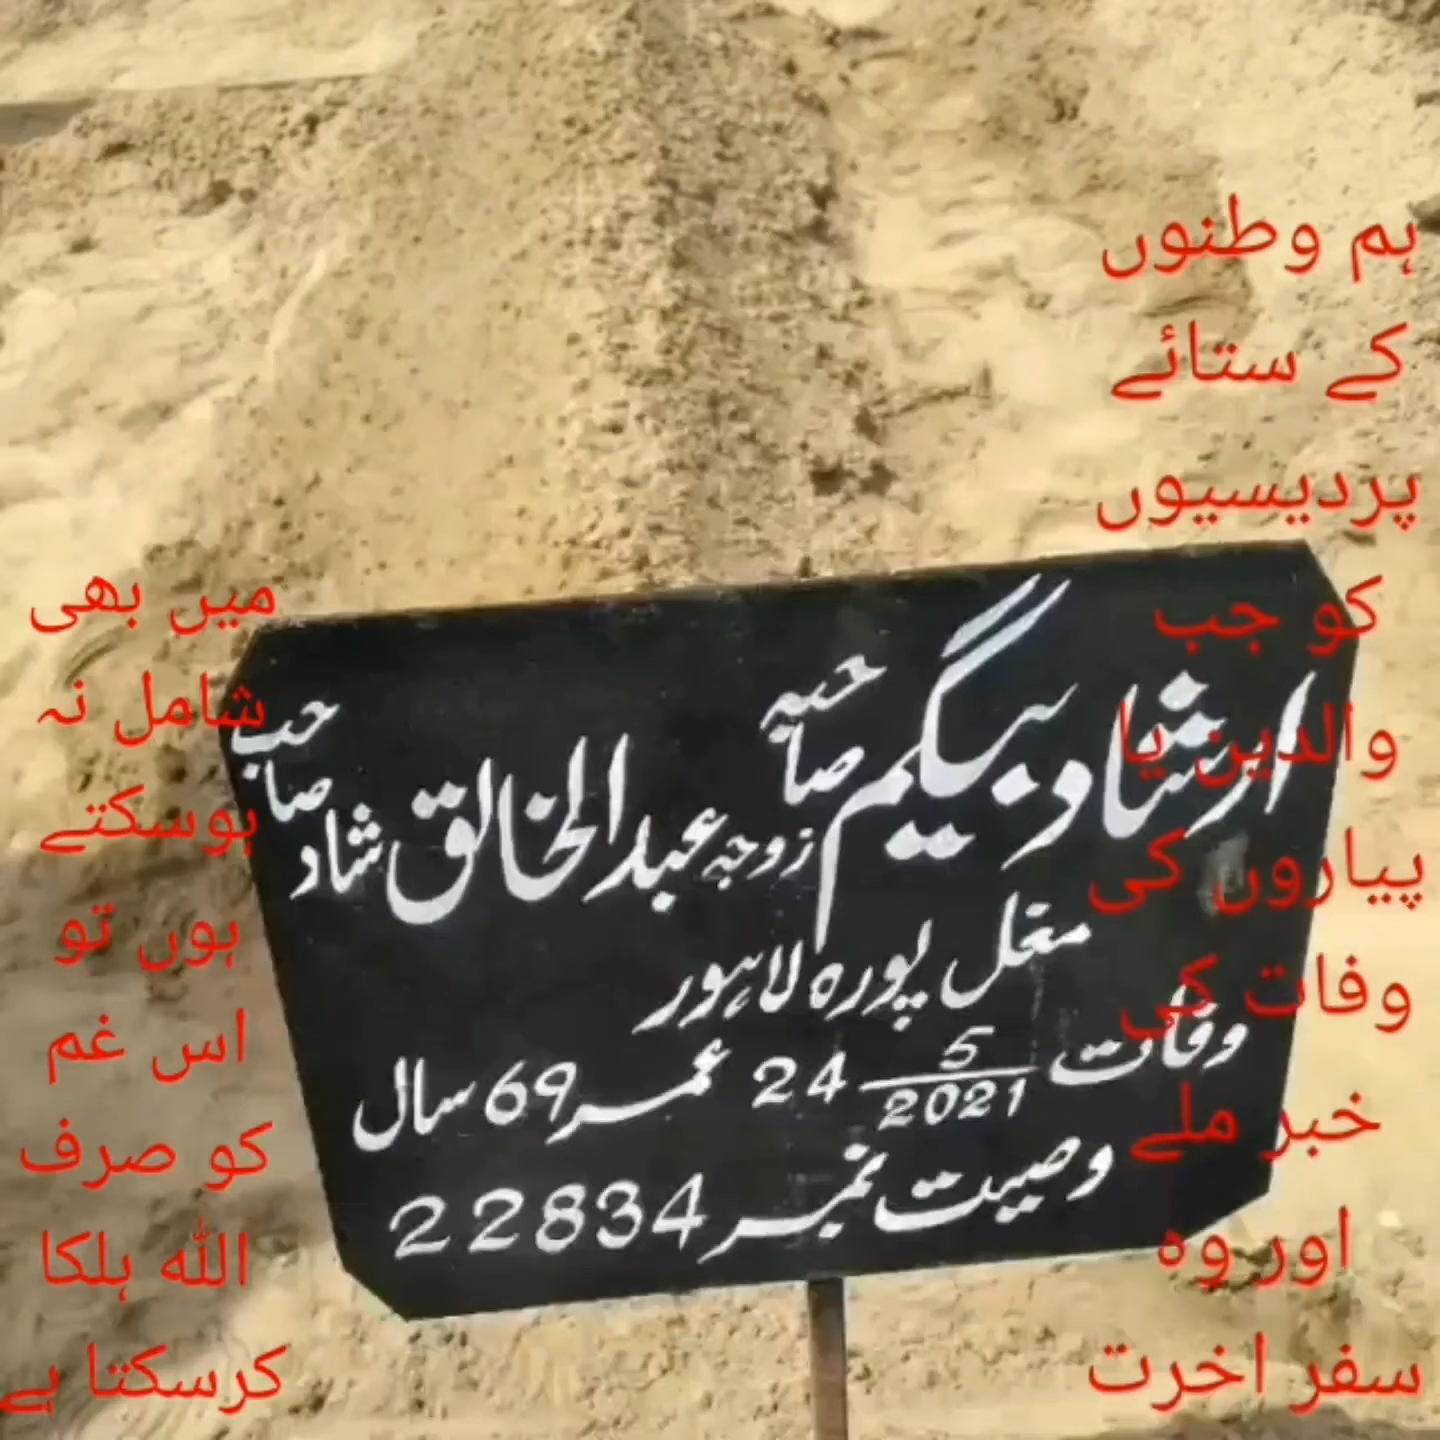 ہم وطنوں
کے ستائے
پردیسیوں
کو جب
والدین یا
پیاروں کی
وفات کی
خبر ملے
اور وہ
سفر اخرت
میں بھی
شامل نہ
ہوسکتے
ہوں تو
اس غم
کو صرف
الله ہلکا
کرسکتا ہے
ارشاد بیگم صاحبہ زوجہ عبدالخالق شاد صاحب
مغل پورہ لاہور
وفات 24/5/2021 عمر 69 سال
وصیت نمبر 22834